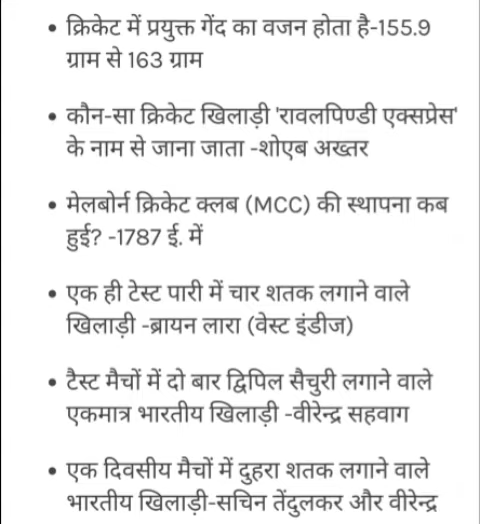 • क्रिकेट में प्रयुक्त गेंद का वजन होता है-155.9
ग्राम से 163 ग्राम
• कौन-सा क्रिकेट खिलाड़ी 'रावलपिण्डी एक्सप्रेस'
के नाम से जाना जाता -शोएब अख्तर
• मेलबोर्न क्रिकेट क्लब (MCC) की स्थापना कब
हुई? -1787 ई. में
• एक ही टेस्ट पारी में चार शतक लगाने वाले
खिलाड़ी -ब्रायन लारा (वेस्ट इंडीज)
• टैस्ट मैचों में दो बार द्विपिल सैचुरी लगाने वाले
एकमात्र भारतीय खिलाड़ी -वीरेन्द्र सहवाग
• एक दिवसीय मैचों में दुहरा शतक लगाने वाले
भारतीय खिलाड़ी-सचिन तेंदुलकर और वीरेन्द्र